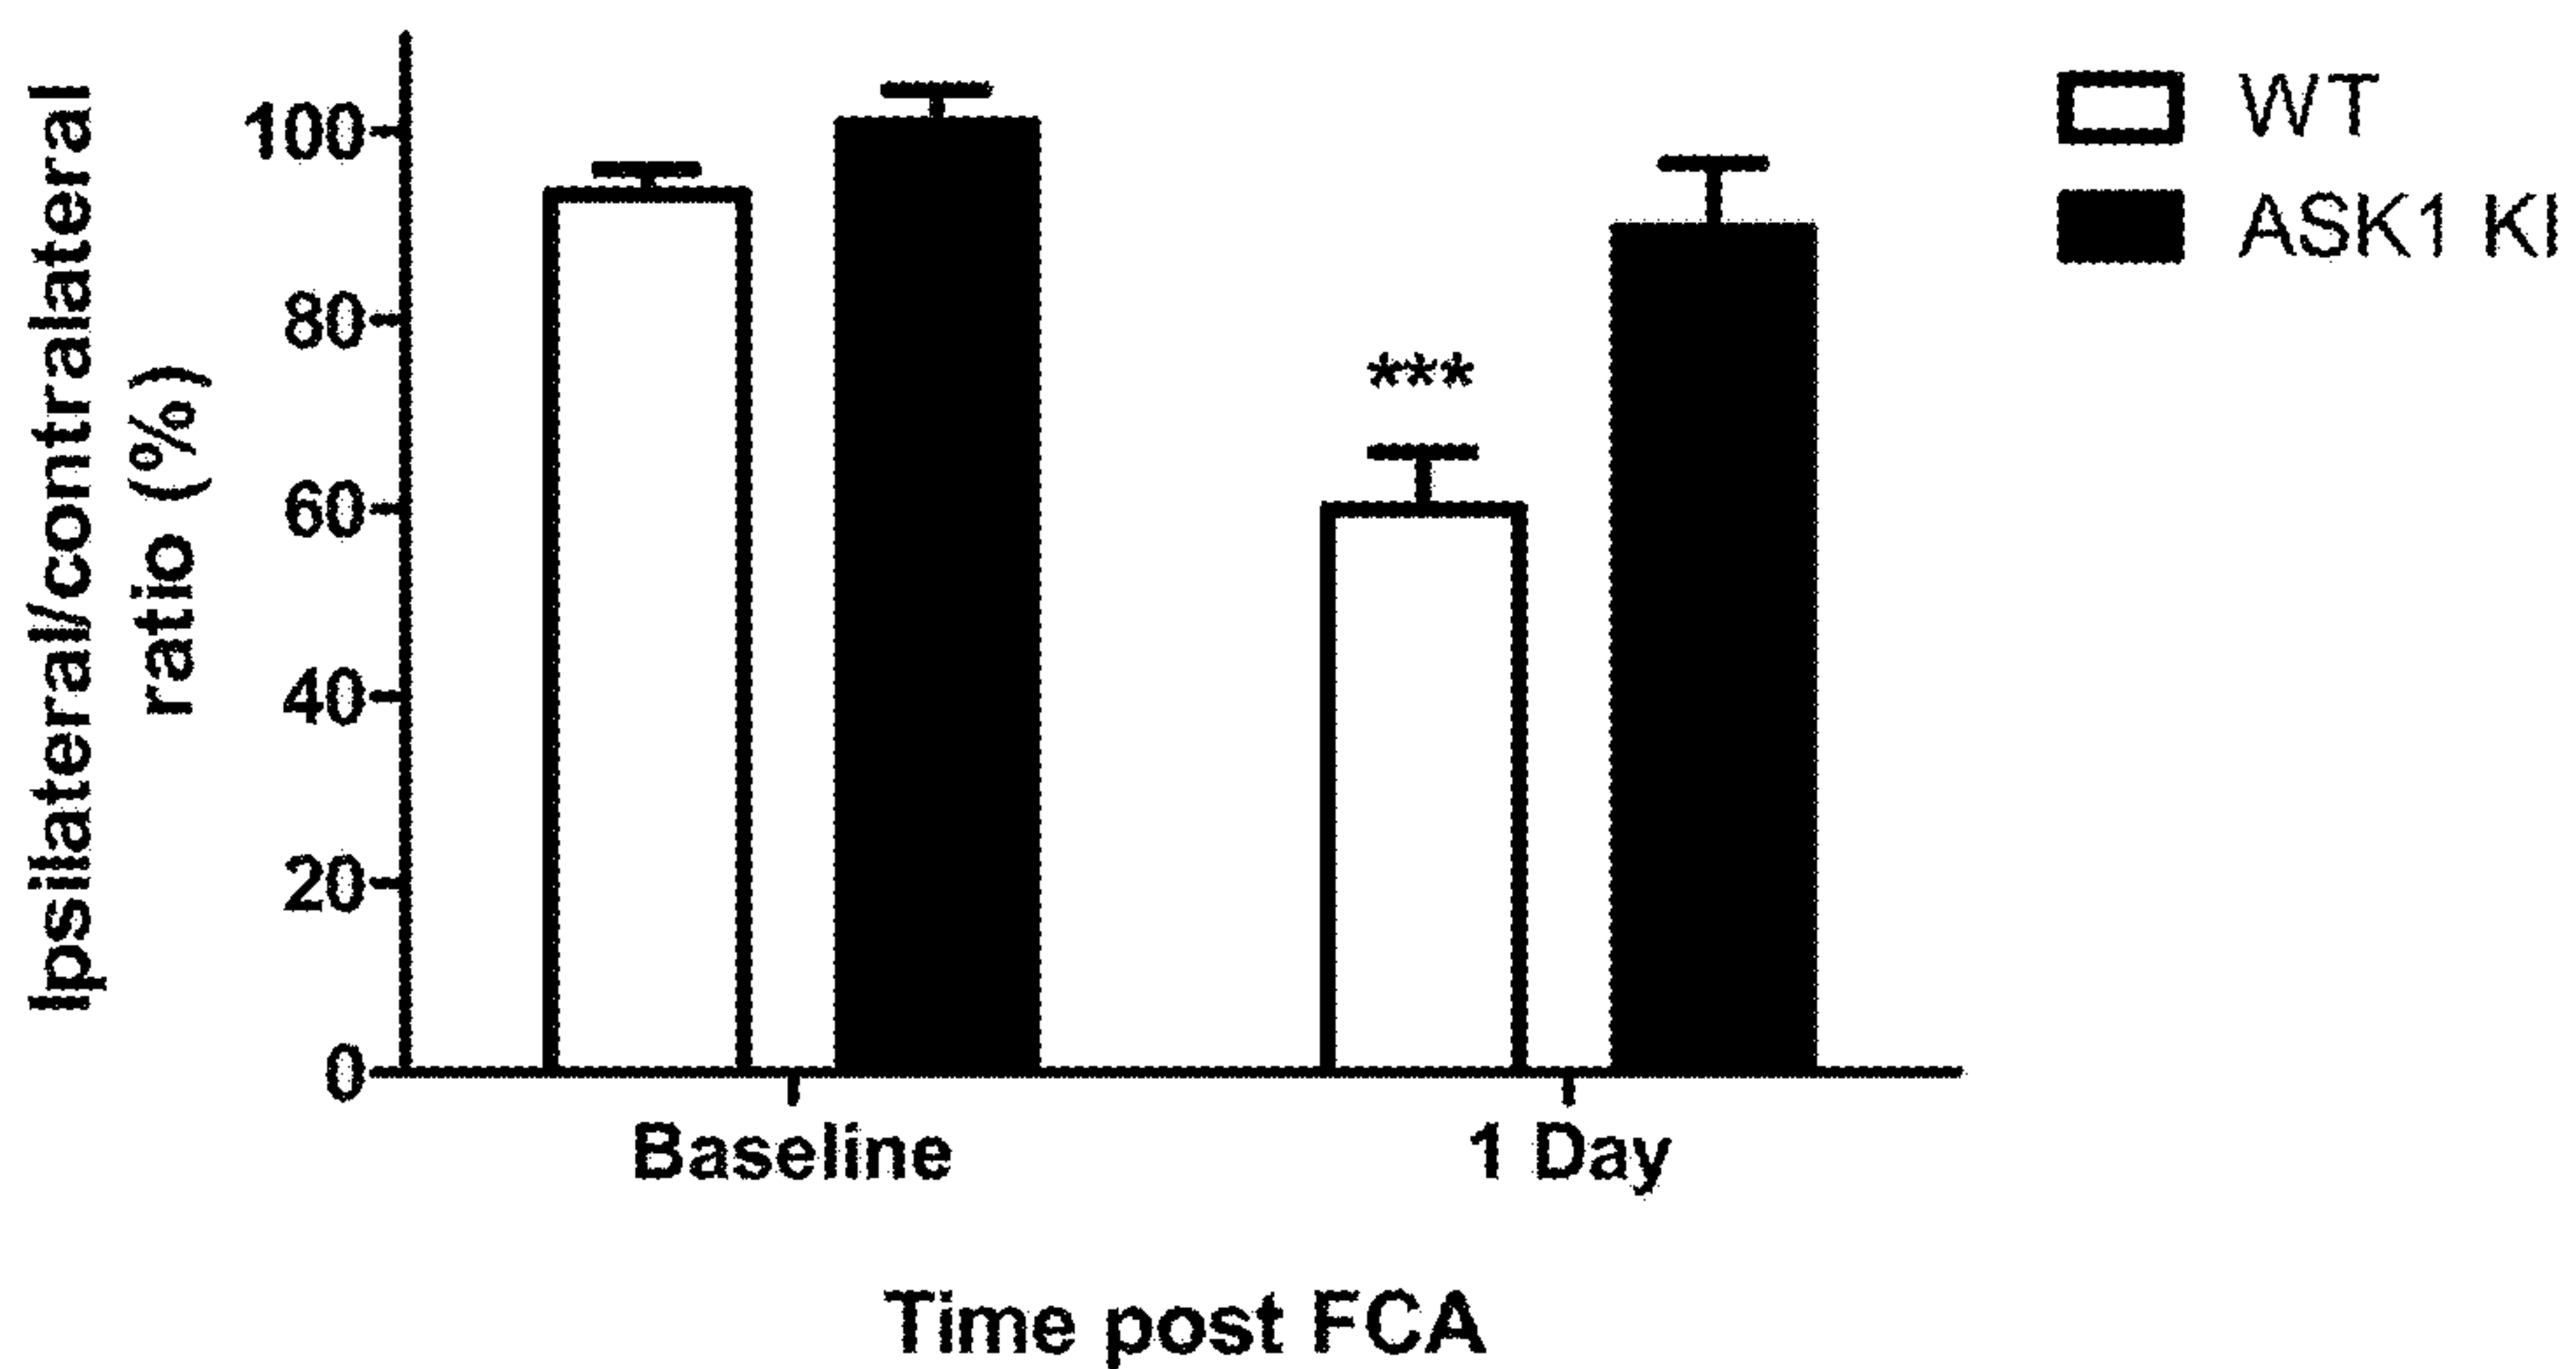 Ipsilateral/contralateral
ratio (%)
100
80
60
40
20
0
***
WT
ASK1 KI
Baseline
1 Day
Time post FCA